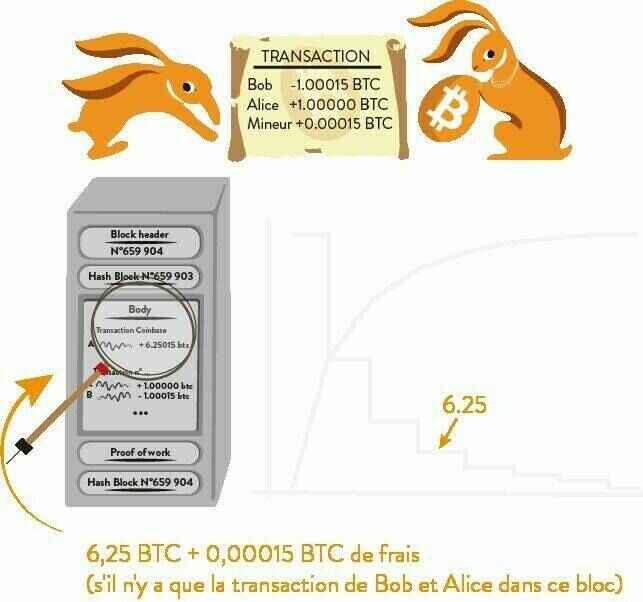 TRANSACTION
Bob -1.00015 BTC
Alice +1.00000 BTC
Mineur +0.00015 BTC
Block header
N°659 904
Hash Block N°659 903
Body
Transaction Coinbase
A + 6.25015 btc
n°
+ 1.00000 btc
B - 1.00015 btc
•••
Proof of work
Hash Block N°659 904
6.25
6,25 BTC + 0,00015 BTC de frais
(s'il n'y a que la transaction de Bob et Alice dans ce bloc)